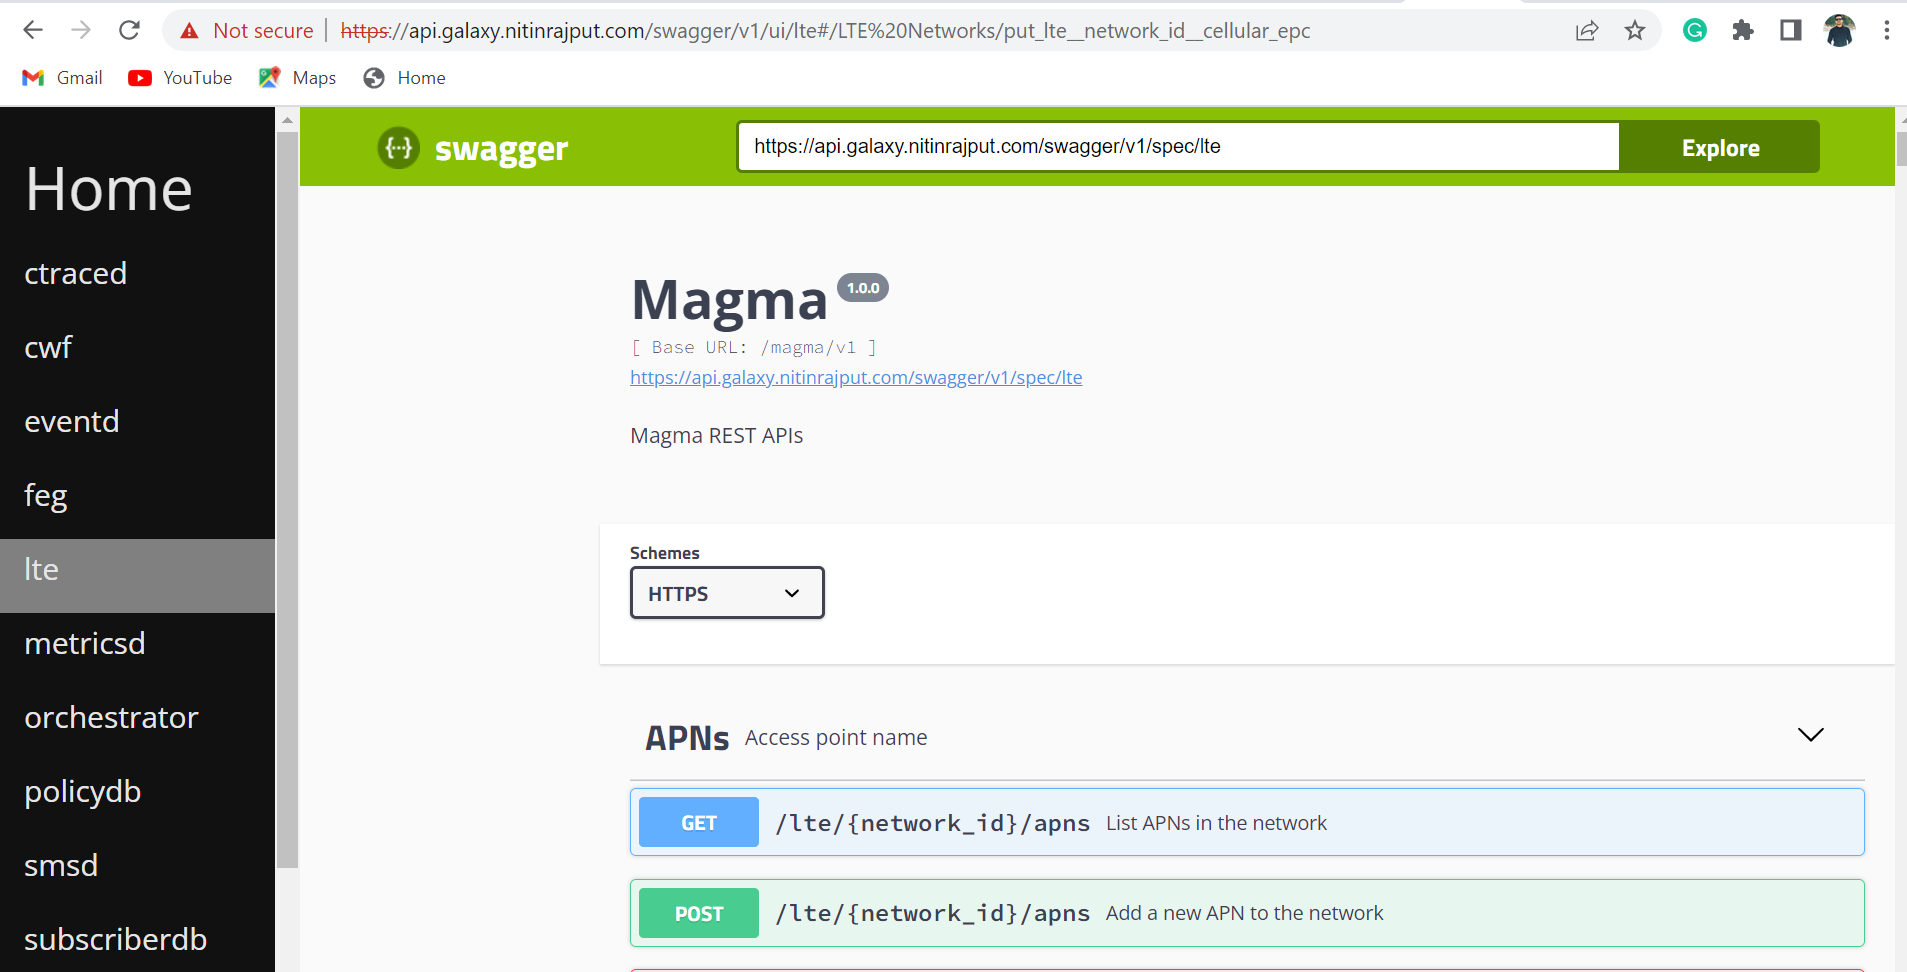 Not secure
https://api.galaxy.nitinrajput.com/swagger/v1/ui/lte#/LTE%20Networks/put_lte__network_id__cellular_epc
Gmail YouTube Maps Home
Home
ctraced
cwf
eventd
feg
lte
metricsd
orchestrator
policydb
smsd
subscriberdb
{···} swagger
https://api.galaxy.nitinrajput.com/swagger/v1/spec/lte
Explore
Magma 1.0.0
[ Base URL: /magma/v1 ]
https://api.galaxy.nitinrajput.com/swagger/v1/spec/lte
Magma REST APIs
Schemes
HTTPS
APNs Access point name
GET /lte/{network_id}/apns List APNs in the network
POST /lte/{network_id}/apns Add a new APN to the network